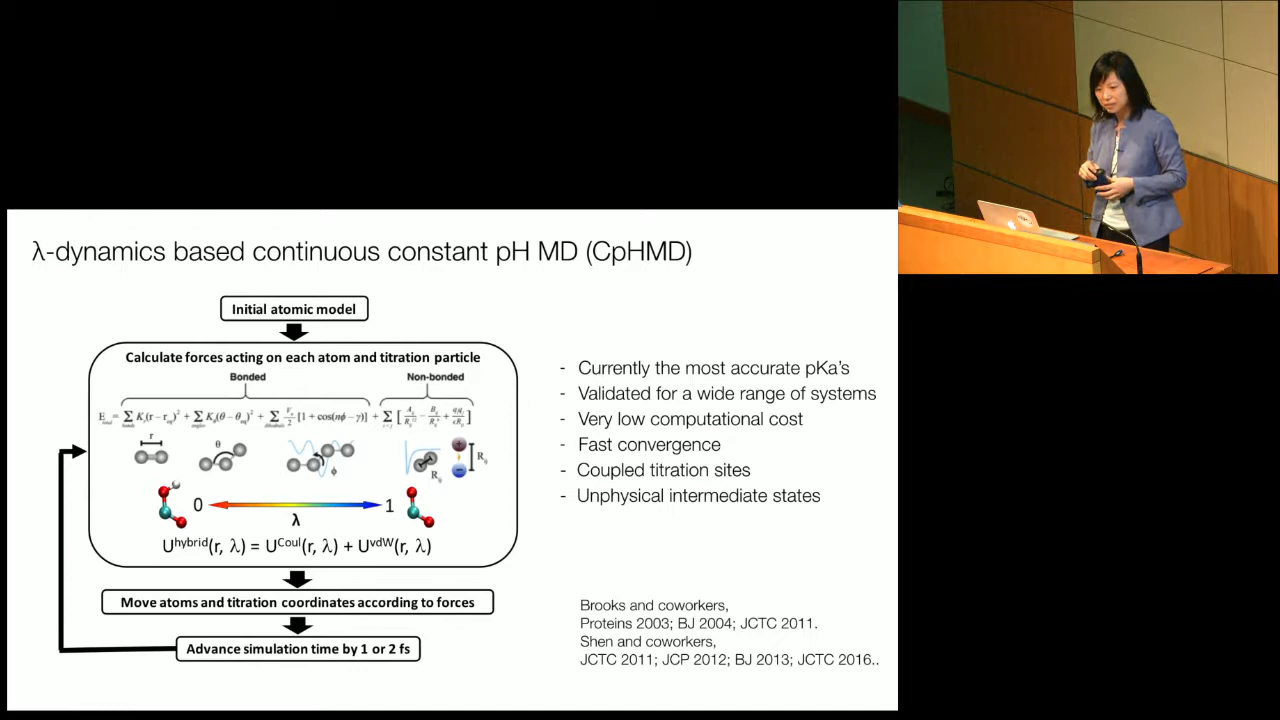 λ-dynamics based continuous constant pH MD (CpHMD)
Initial atomic model
Calculate forces acting on each atom and titration particle
Bonded
Non-bonded
r
θ
ϕ
0
λ
1
U^hybrid(r, λ) = U^Coul(r, λ) + U^vdW(r, λ)
Move atoms and titration coordinates according to forces
Advance simulation time by 1 or 2 fs
- Currently the most accurate pKa's
- Validated for a wide range of systems
- Very low computational cost
- Fast convergence
- Coupled titration sites
- Unphysical intermediate states
Brooks and coworkers,
Proteins 2003; BJ 2004; JCTC 2011.
Shen and coworkers,
JCTC 2011; JCP 2012; BJ 2013; JCTC 2016..